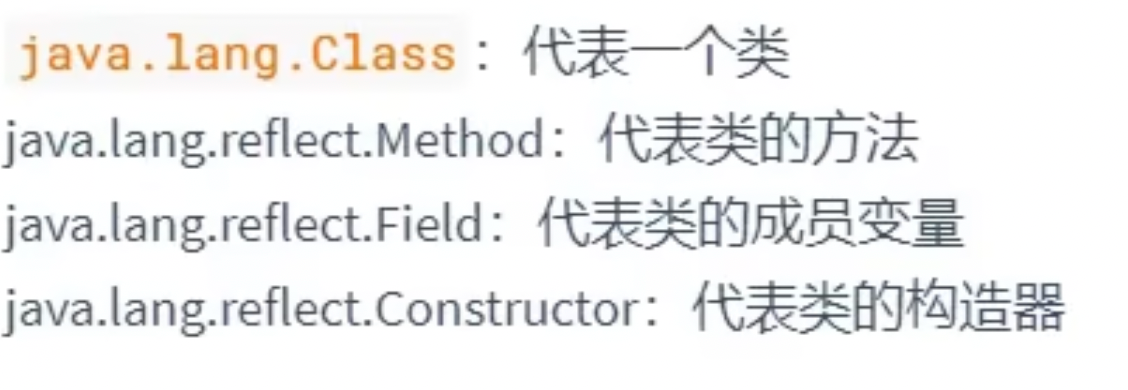 java.lang.Class：代表一个类
java.lang.reflect.Method：代表类的方法
java.lang.reflect.Field：代表类的成员变量
java.lang.reflect.Constructor：代表类的构造器